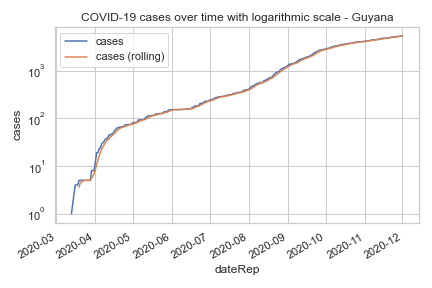 COVID-19 cases over time with logarithmic scale - Guyana
cases
cases (rolling)
10³
10²
10¹
10⁰
cases
2020-03
2020-04
2020-05
2020-06
2020-07
2020-08
2020-09
2020-10
2020-11
2020-12
dateRep